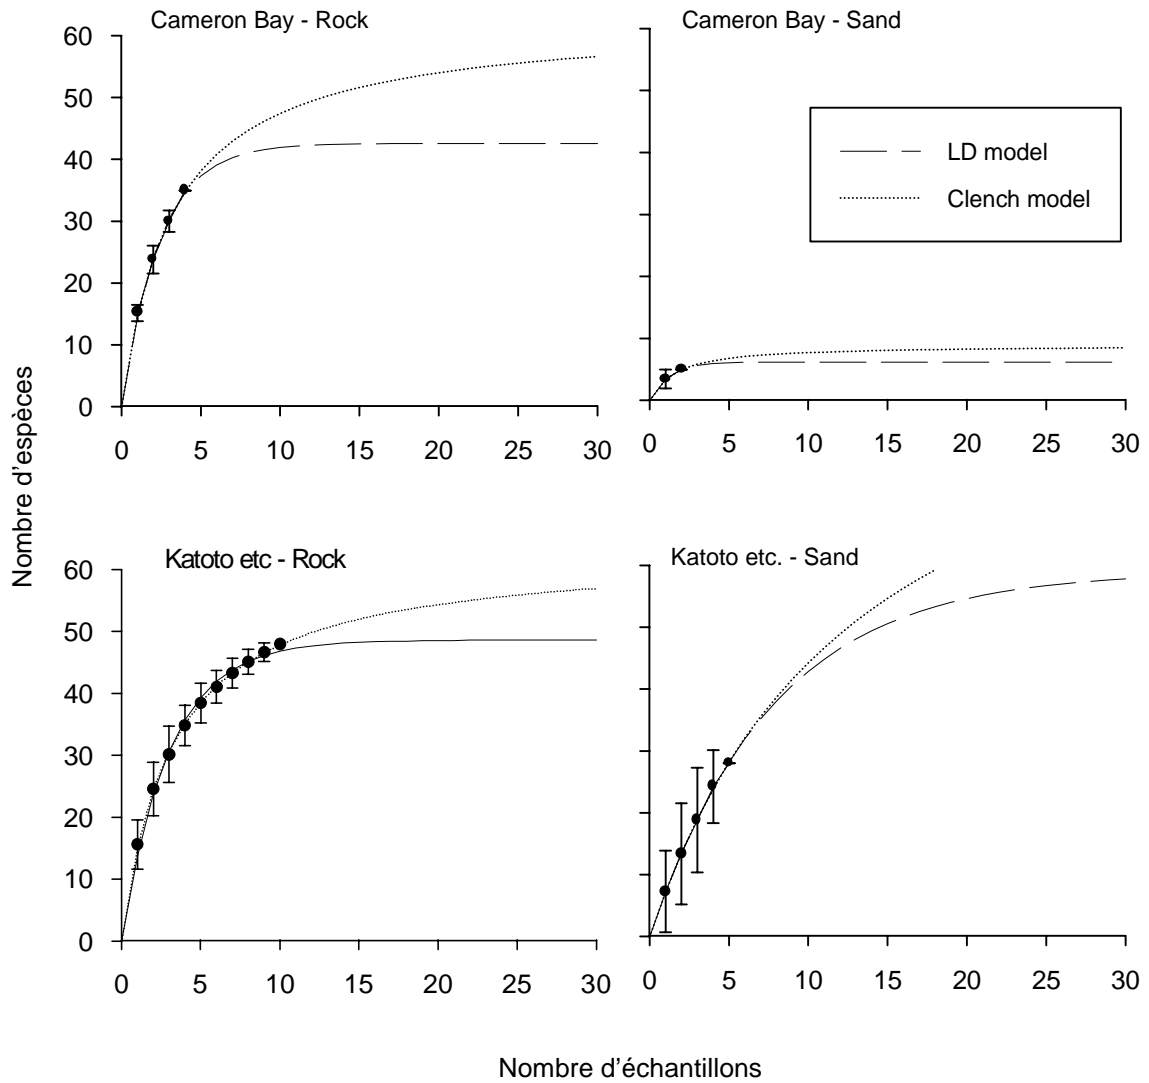 Cameron Bay - Rock
60
50
40
30
20
10
0
0 5 10 15 20 25 30
Cameron Bay - Sand
LD model
Clench model
0 5 10 15 20 25 30
Nombre d'espèces
Katoto etc - Rock
60
50
40
30
20
10
0
0 5 10 15 20 25 30
Katoto etc. - Sand
0 5 10 15 20 25 30
Nombre d'échantillons